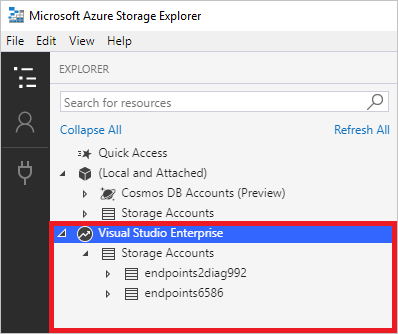 Microsoft Azure Storage Explorer
File Edit View Help
EXPLORER
Search for resources
Collapse All Refresh All
Quick Access
(Local and Attached)
Cosmos DB Accounts (Preview)
Storage Accounts
Visual Studio Enterprise
Storage Accounts
endpoints2diag992
endpoints6586